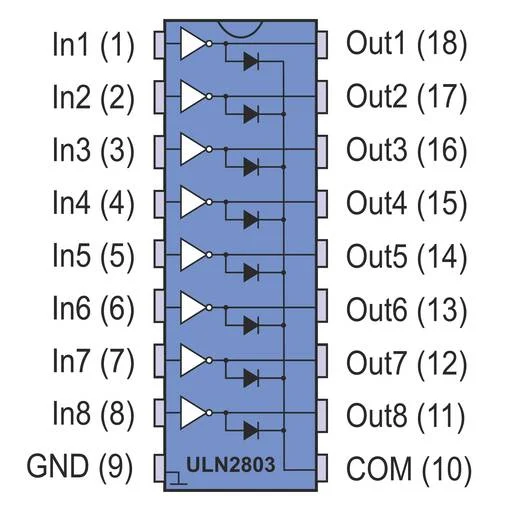 In1 (1) Out1 (18)
In2 (2) Out2 (17)
In3 (3) Out3 (16)
In4 (4) Out4 (15)
In5 (5) Out5 (14)
In6 (6) Out6 (13)
In7 (7) Out7 (12)
In8 (8) Out8 (11)
GND (9) ULN2803 COM (10)